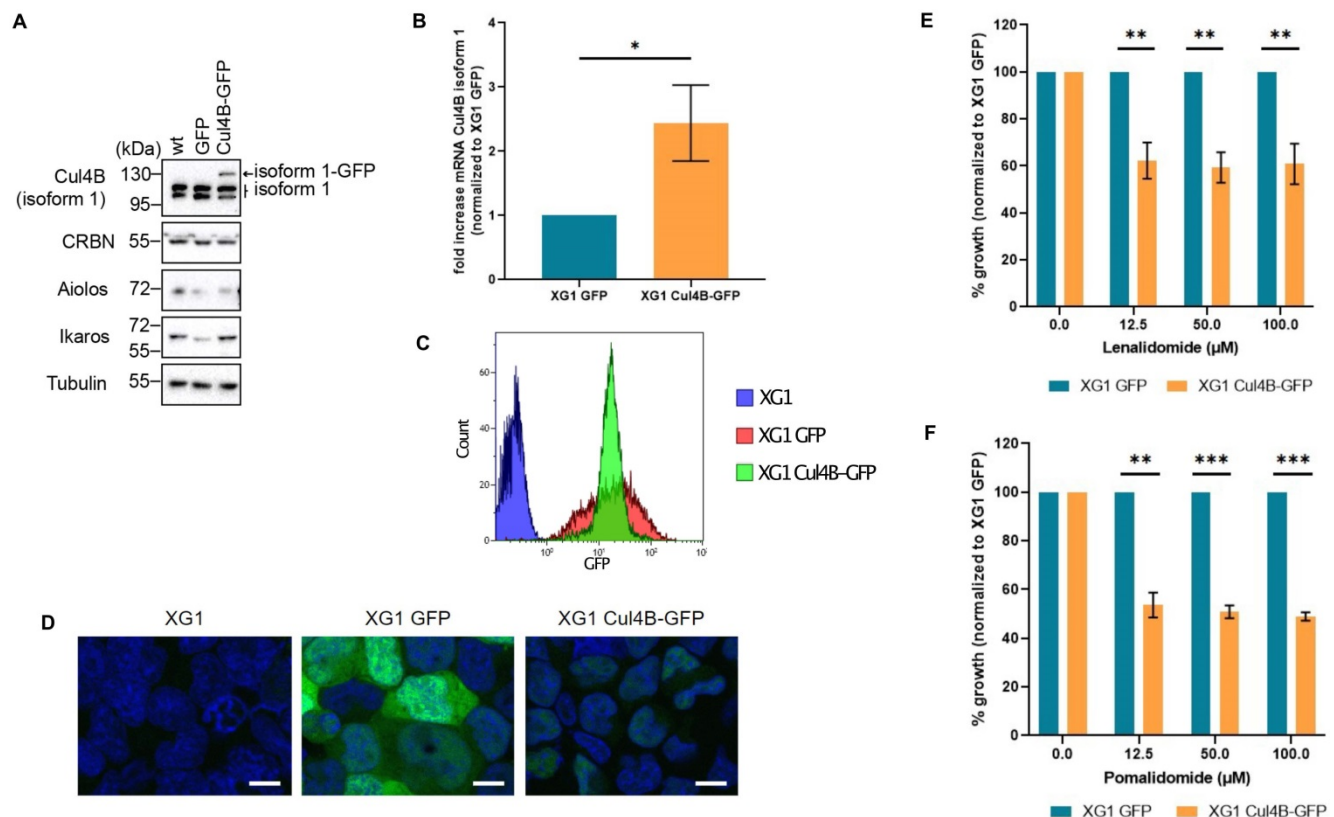 A
(kDa)
wt
GFP
Cul4B-GFP
Cul4B
(isoform 1)
130
95
isoform 1-GFP
isoform 1
CRBN
55
Aiolos
72
Ikaros
72
55
Tubulin
55
B
fold increase mRNA Cul4B isoform 1
(normalized to XG1 GFP)
4
3
2
1
0
*
XG1 GFP
XG1 Cul4B-GFP
C
Count
60
40
20
0
10⁰
10¹
10²
10³
GFP
XG1
XG1 GFP
XG1 Cul4B-GFP
D
XG1
XG1 GFP
XG1 Cul4B-GFP
E
% growth (normalized to XG1 GFP)
120
100
80
60
40
20
0
**
**
**
0.0
12.5
50.0
100.0
Lenalidomide (µM)
XG1 GFP
XG1 Cul4B-GFP
F
% growth (normalized to XG1 GFP)
120
100
80
60
40
20
0
**
***
***
0.0
12.5
50.0
100.0
Pomalidomide (µM)
XG1 GFP
XG1 Cul4B-GFP